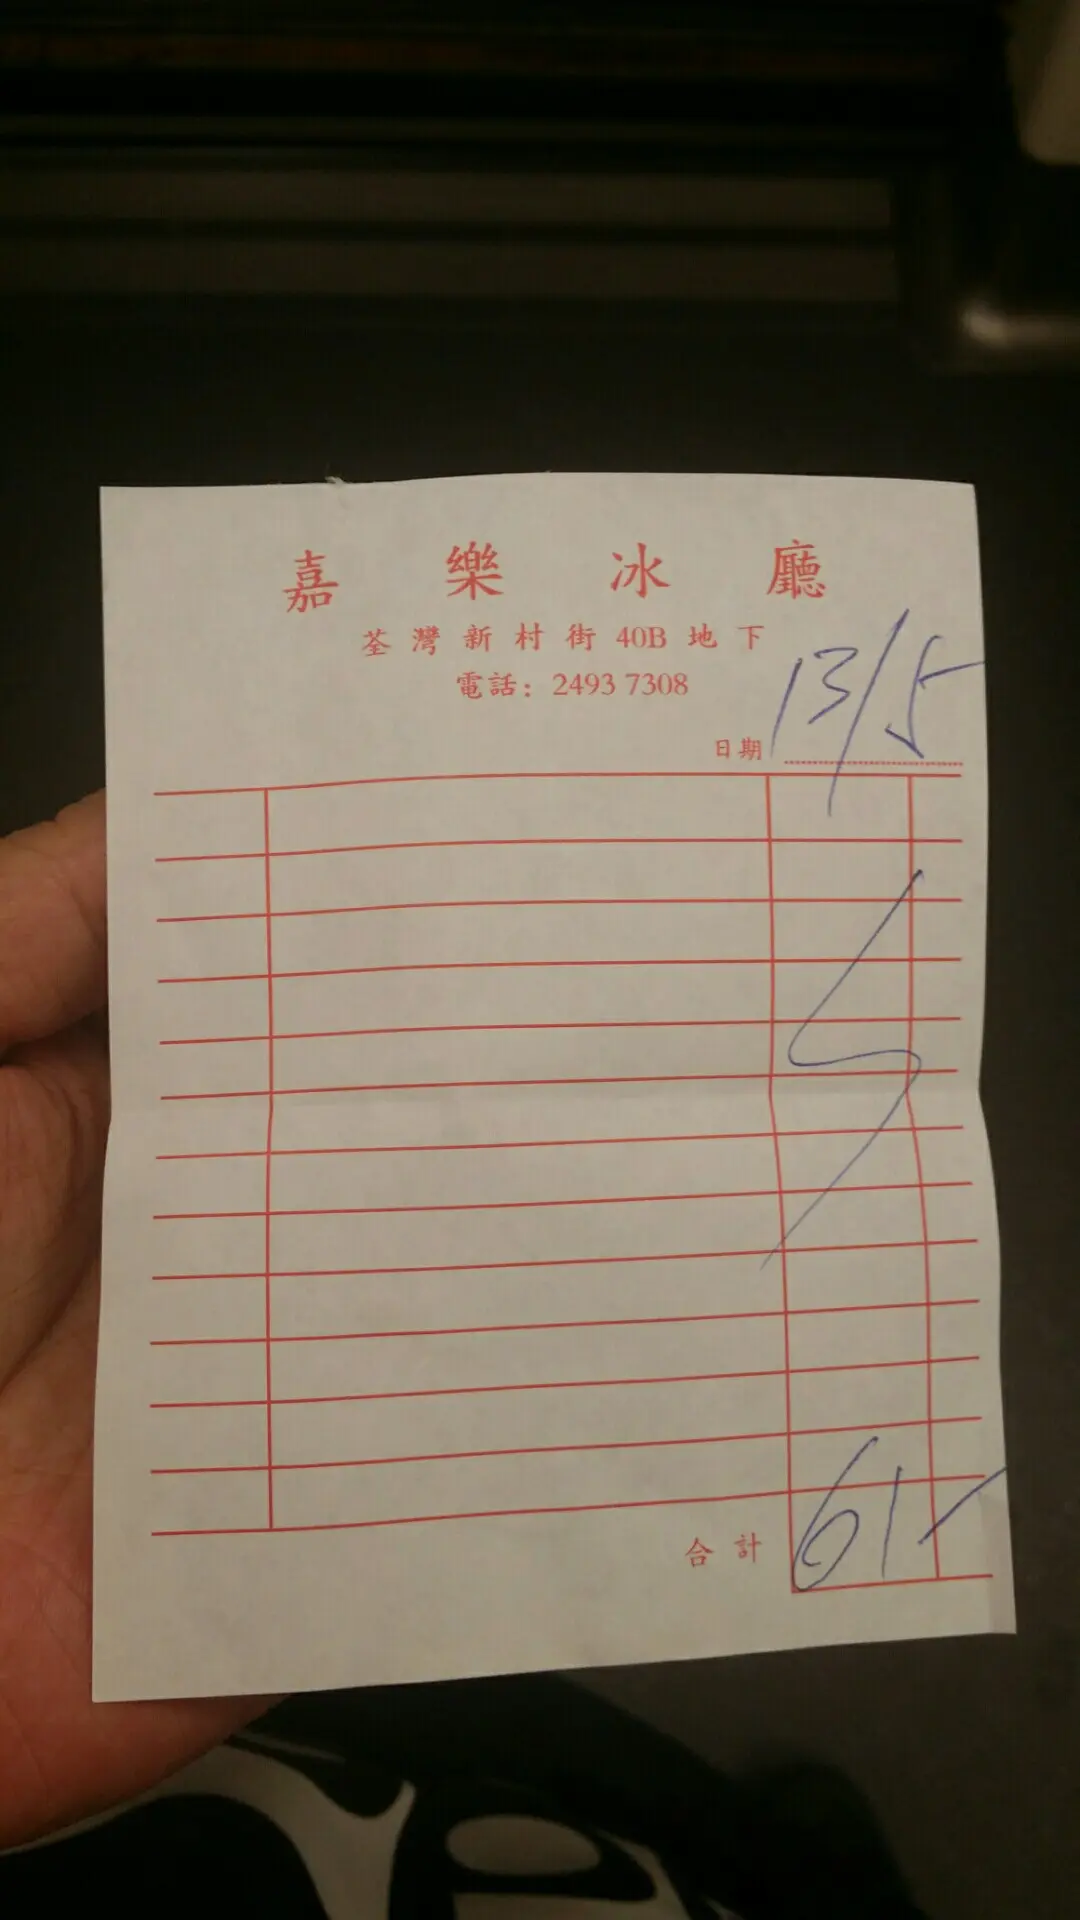 嘉樂冰廳
荃灣新村街 40B 地下
電話：2493 7308
日期 13/5
合計 61-